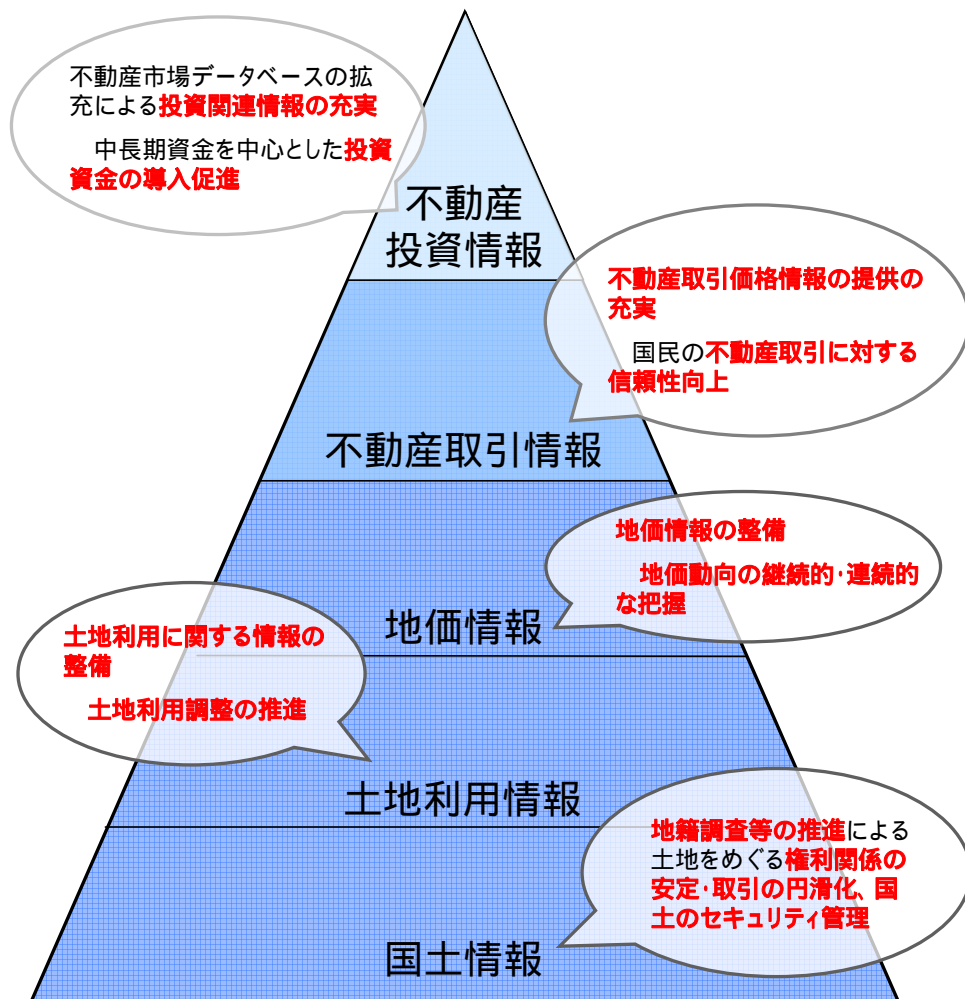 不動産市場データベースの拡
充による投資関連情報の充実
中長期資金を中心とした投資
資金の導入促進
不動産
投資情報
不動産取引価格情報の提供の
充実
国民の不動産取引に対する
信頼性向上
不動産取引情報
地価情報の整備
地価動向の継続的・連続的
な把握
地価情報
土地利用に関する情報の
整備
土地利用調整の推進
土地利用情報
地籍調査等の推進による
土地をめぐる権利関係の
安定・取引の円滑化、国
土のセキュリティ管理
国土情報